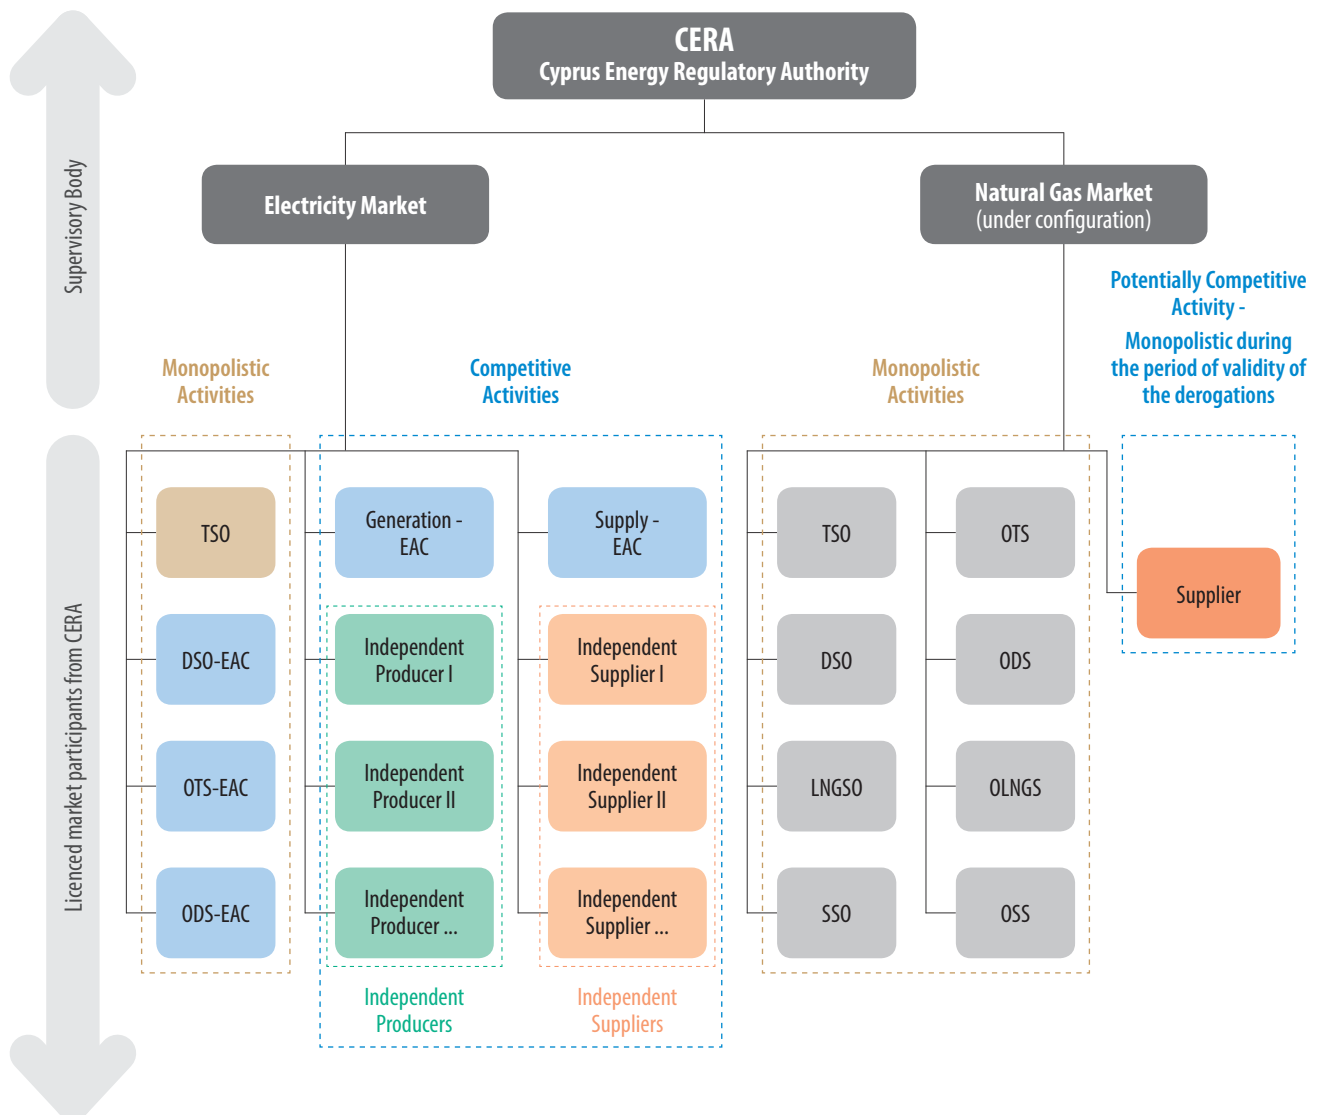 CERA
Cyprus Energy Regulatory Authority
Supervisory Body
Electricity Market
Natural Gas Market
(under configuration)
Potentially Competitive
Activity -
Monopolistic during
the period of validity of
the derogations
Monopolistic
Activities
Competitive
Activities
Monopolistic
Activities
Licenced market participants from CERA
TSO
Generation -
EAC
Supply -
EAC
TSO
OTS
Supplier
DSO-EAC
Independent
Producer I
Independent
Supplier I
DSO
ODS
OTS-EAC
Independent
Producer II
Independent
Supplier II
LNGSO
OLNGS
ODS-EAC
Independent
Producer ...
Independent
Supplier ...
SSO
OSS
Independent
Producers
Independent
Suppliers